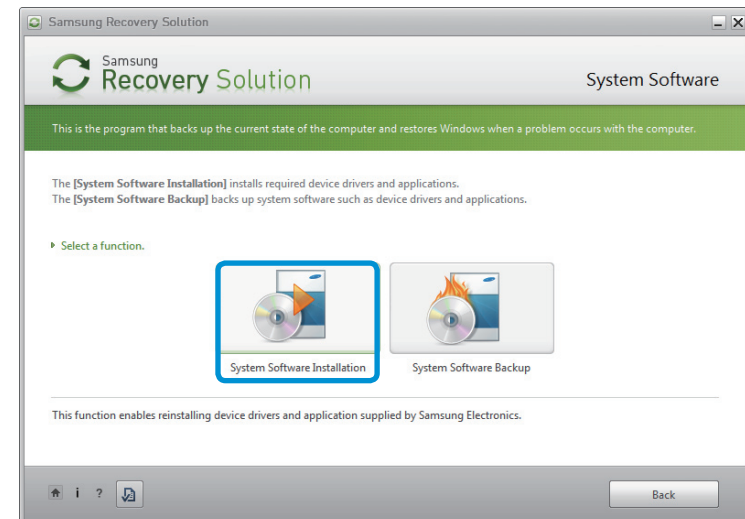 Samsung Recovery Solution
Samsung
Recovery Solution
System Software
This is the program that backs up the current state of the computer and restores Windows when a problem occurs with the computer.
The [System Software Installation] installs required device drivers and applications.
The [System Software Backup] backs up system software such as device drivers and applications.
Select a function.
System Software Installation
System Software Backup
This function enables reinstalling device drivers and application supplied by Samsung Electronics.
i ?
Back